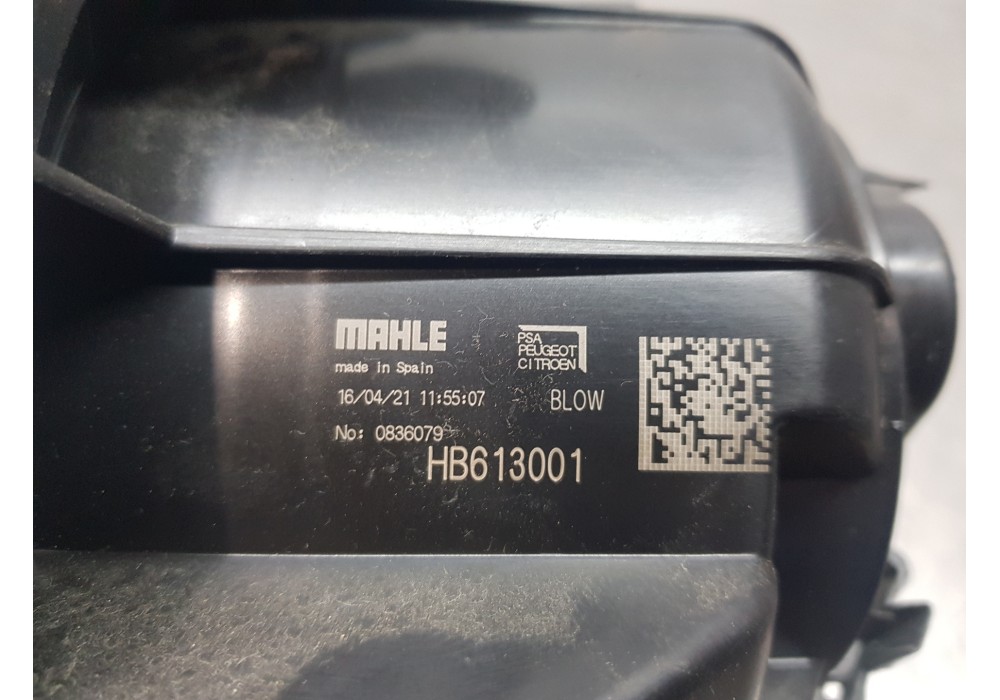 MAHLE
made in Spain
16/04/21 11:55:07
No: 0836079
PSA
PEUGEOT
CITROEN
BLOW
HB613001